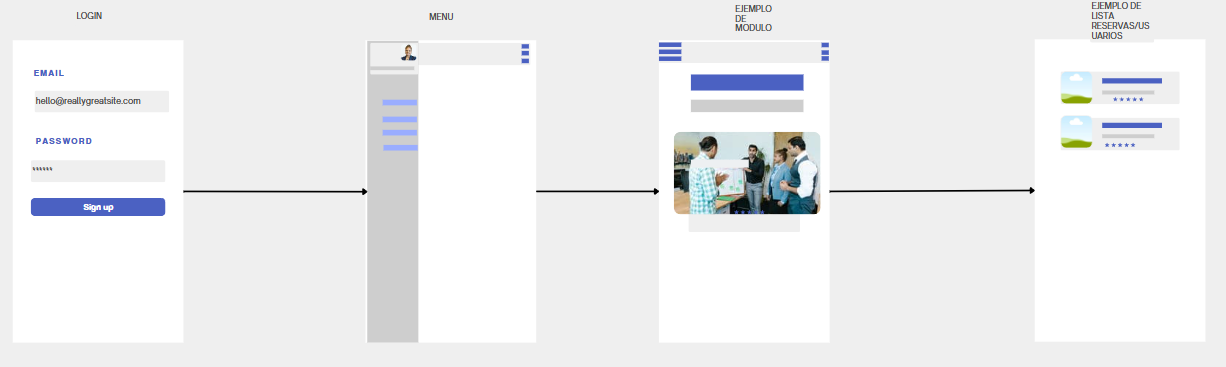 LOGIN
MENU
EJEMPLO
DE
MODULO
EJEMPLO DE
LISTA
RESERVAS/US
UARIOS
EMAIL
hello@reallygreatsite.com
PASSWORD
******
Sign up